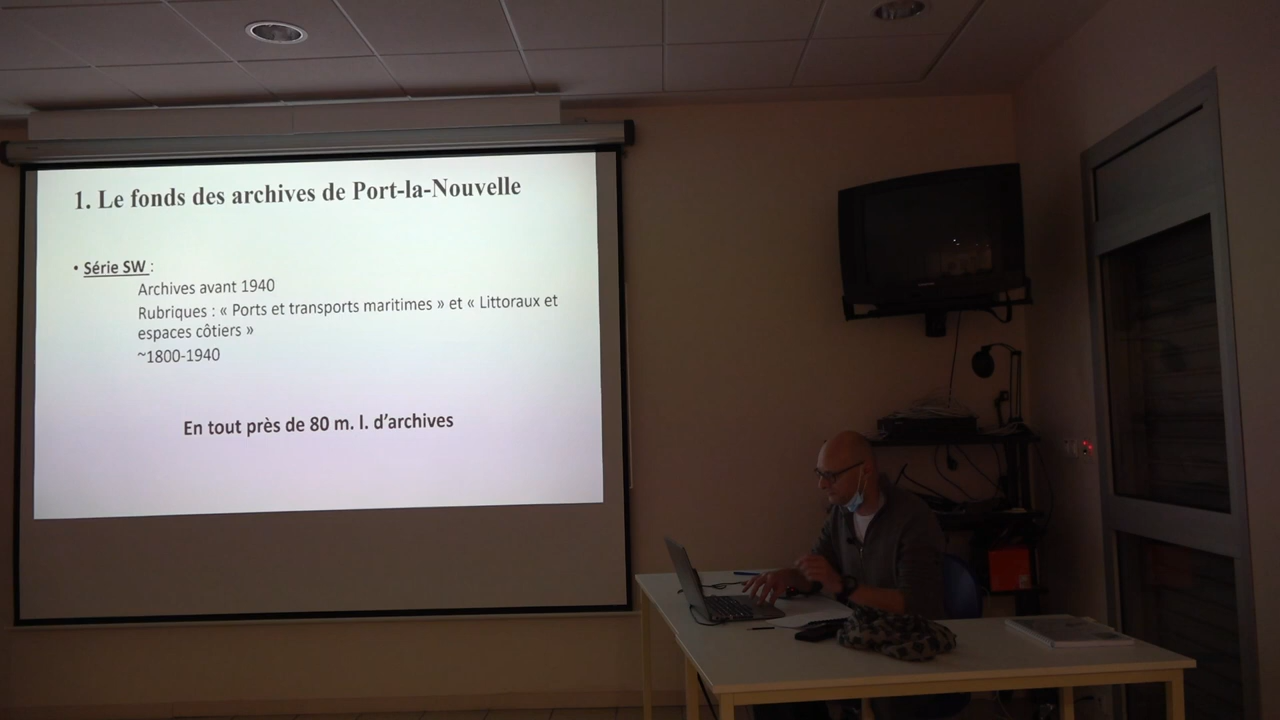 1. Le fonds des archives de Port-la-Nouvelle
• Série SW :
Archives avant 1940
Rubriques : « Ports et transports maritimes » et « Littoraux et
espaces côtiers »
~1800-1940
En tout près de 80 m. l. d’archives